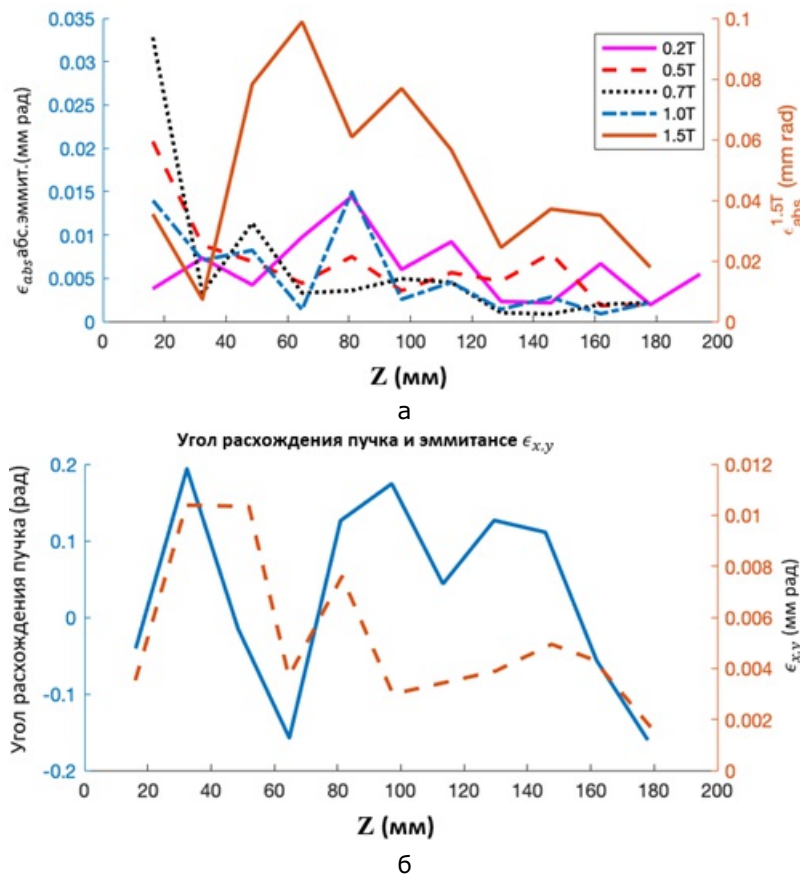 0.035
0.03
0.025
0.02
0.015
0.01
0.005
0
ϵabs абс.эммит.(мм рад)
0.1
0.08
0.06
0.04
0.02
0
ϵabs 1.5T (mm rad)
0.2T
0.5T
0.7T
1.0T
1.5T
0 20 40 60 80 100 120 140 160 180 200
Z (мм)
а
Угол расхождения пучка и эммитансе ϵx,y
0.2
0.1
0
-0.1
-0.2
Угол расхождения пучка (рад)
0.012
0.01
0.008
0.006
0.004
0.002
0
ϵx,y (мм рад)
0 20 40 60 80 100 120 140 160 180 200
Z (мм)
б